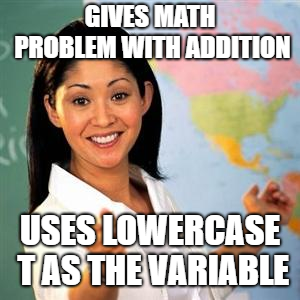 GIVES MATH
PROBLEM WITH ADDITION
USES LOWERCASE
T AS THE VARIABLE